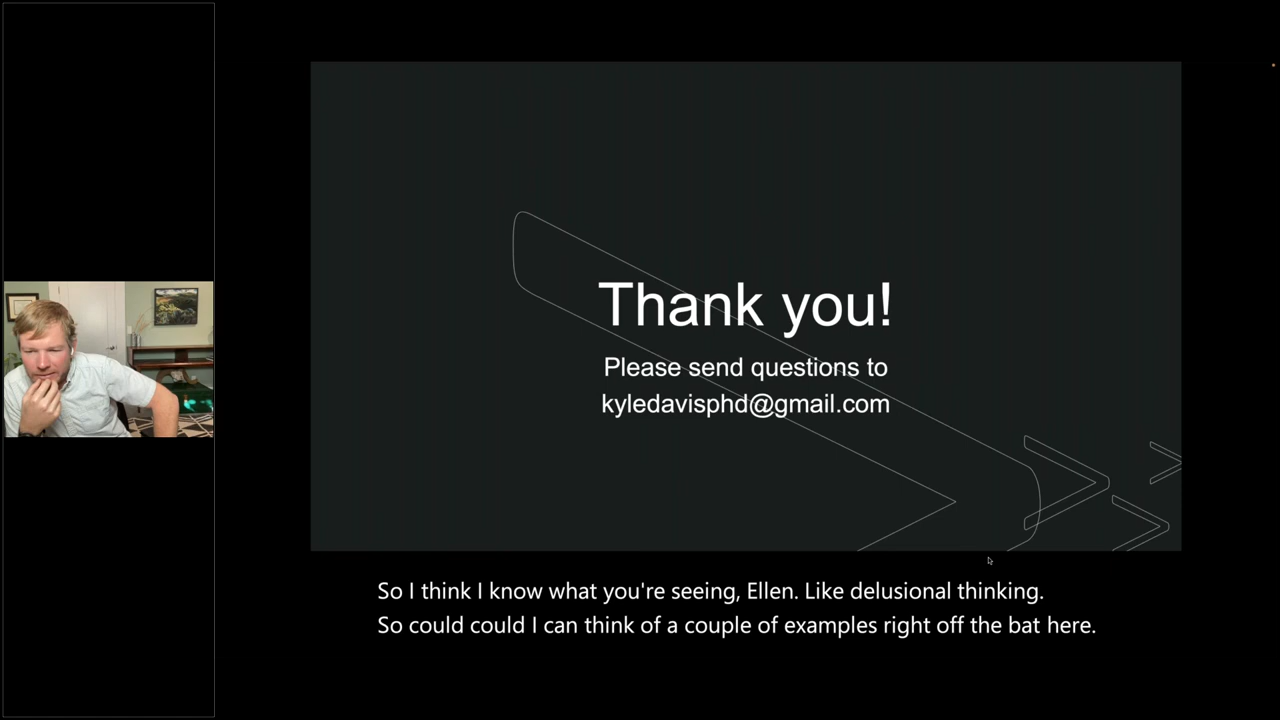 Thank you!
Please send questions to
kyledavisphd@gmail.com
So I think I know what you're seeing, Ellen. Like delusional thinking.
So could could I can think of a couple of examples right off the bat here.